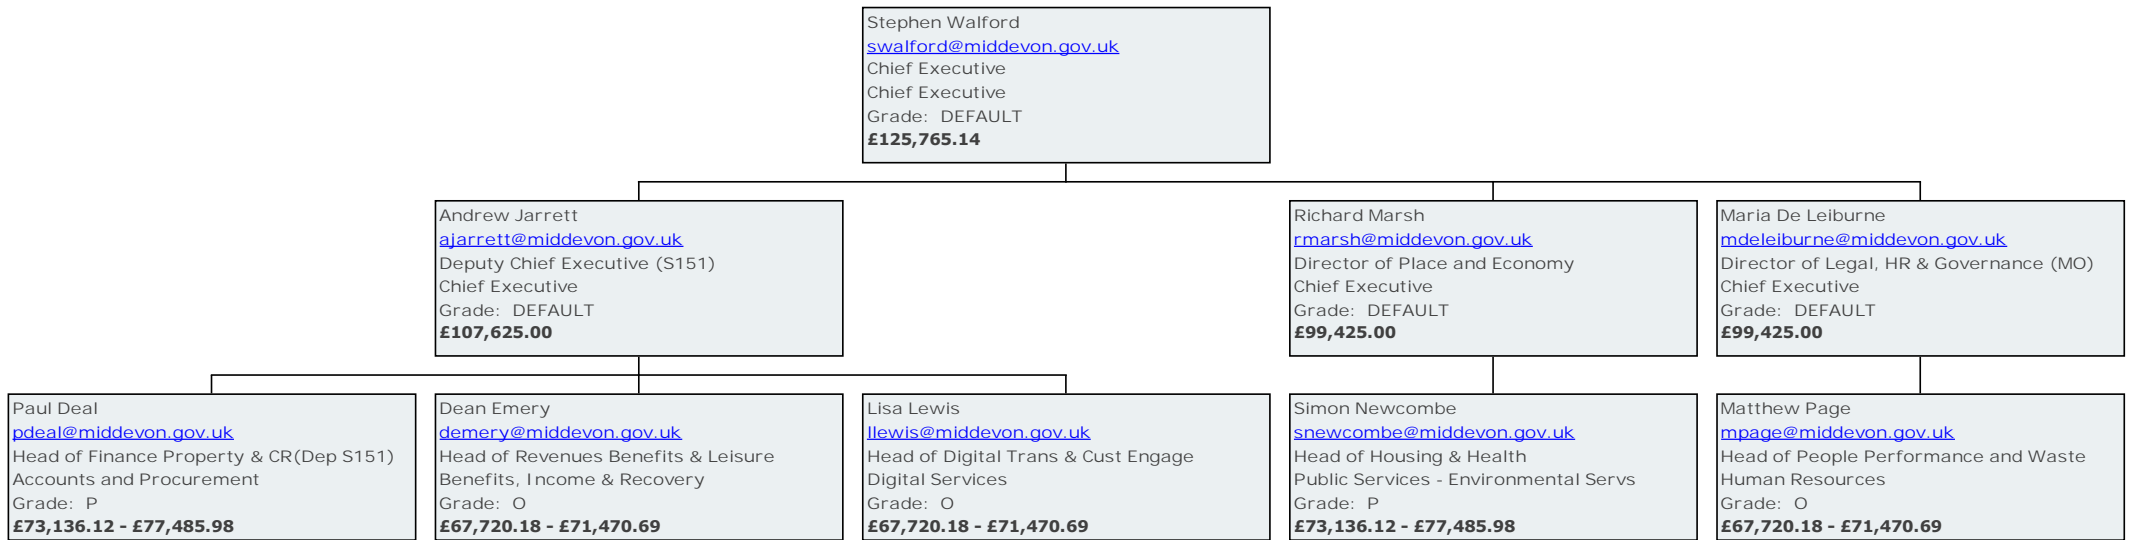 Stephen Walford
swalford@middevon.gov.uk
Chief Executive
Chief Executive
Grade: DEFAULT
£125,765.14
Andrew Jarrett
ajarrett@middevon.gov.uk
Deputy Chief Executive (S151)
Chief Executive
Grade: DEFAULT
£107,625.00
Richard Marsh
rmarsh@middevon.gov.uk
Director of Place and Economy
Chief Executive
Grade: DEFAULT
£99,425.00
Maria De Leiburne
mdeleiburne@middevon.gov.uk
Director of Legal, HR & Governance (MO)
Chief Executive
Grade: DEFAULT
£99,425.00
Paul Deal
pdeal@middevon.gov.uk
Head of Finance Property & CR(Dep S151)
Accounts and Procurement
Grade: P
£73,136.12 - £77,485.98
Dean Emery
demery@middevon.gov.uk
Head of Revenues Benefits & Leisure
Benefits, Income & Recovery
Grade: O
£67,720.18 - £71,470.69
Lisa Lewis
llewis@middevon.gov.uk
Head of Digital Trans & Cust Engage
Digital Services
Grade: O
£67,720.18 - £71,470.69
Simon Newcombe
snewcombe@middevon.gov.uk
Head of Housing & Health
Public Services - Environmental Servs
Grade: P
£73,136.12 - £77,485.98
Matthew Page
mpage@middevon.gov.uk
Head of People Performance and Waste
Human Resources
Grade: O
£67,720.18 - £71,470.69